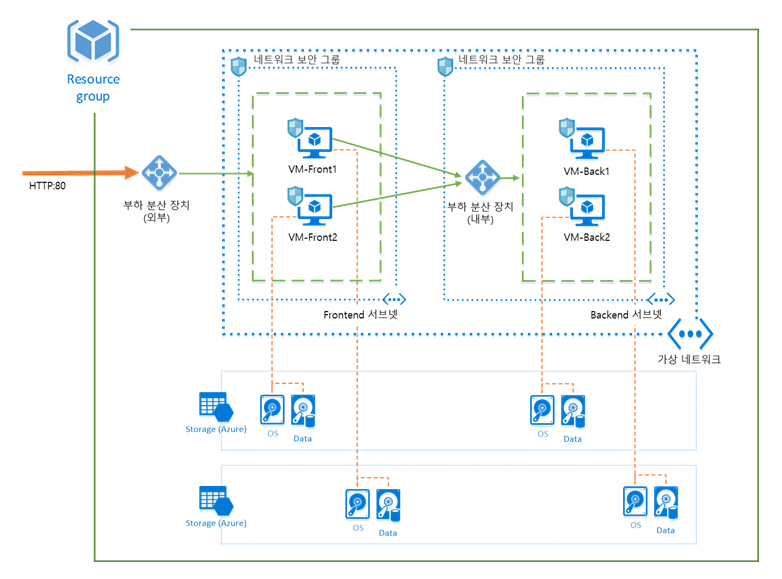 Resource
group
네트워크 보안 그룹
네트워크 보안 그룹
HTTP:80
부하 분산 장치
(외부)
VM-Front1
VM-Front2
부하 분산 장치
(내부)
VM-Back1
VM-Back2
Frontend 서브넷
Backend 서브넷
가상 네트워크
Storage (Azure)
OS
Data
OS
Data
Storage (Azure)
OS
Data
OS
Data